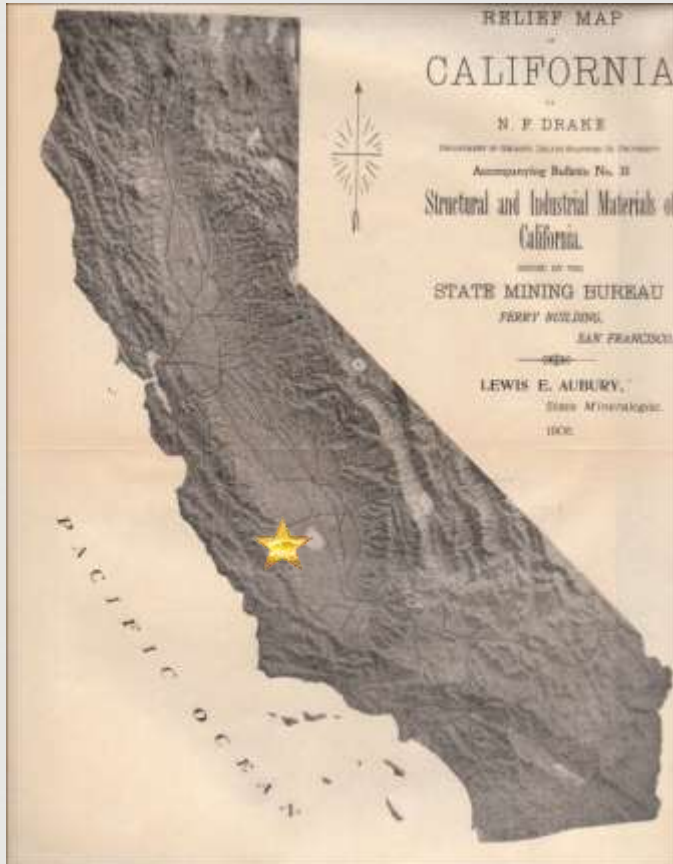 RELIEF MAP
CALIFORNIA
N. F. DRAKE
Accompanying Bulletin No.
Structural and Industrial Materials of
California.
STATE MINING BUREAU
FERRY BUILDING,
SAN FRANCISCO.
LEWIS E. AUBURY,
State Mineralogist.
PACIFIC OCEAN